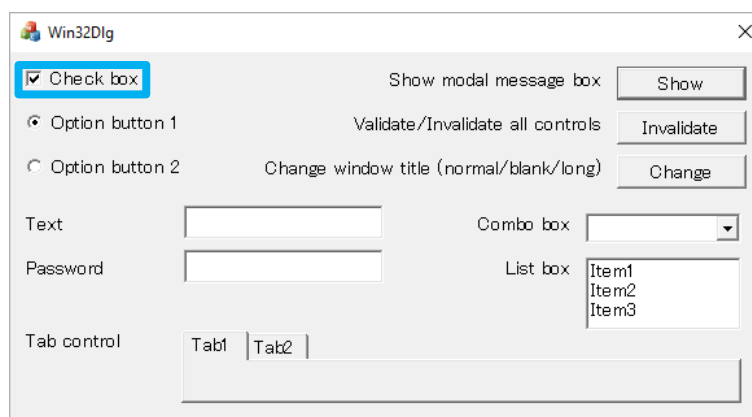 Win32Dlg
Check box
Show modal message box
Show
Option button 1
Validate/Invalidate all controls
Invalidate
Option button 2
Change window title (normal/blank/long)
Change
Text
Combo box
Password
List box
Item1
Item2
Item3
Tab control
Tab1
Tab2